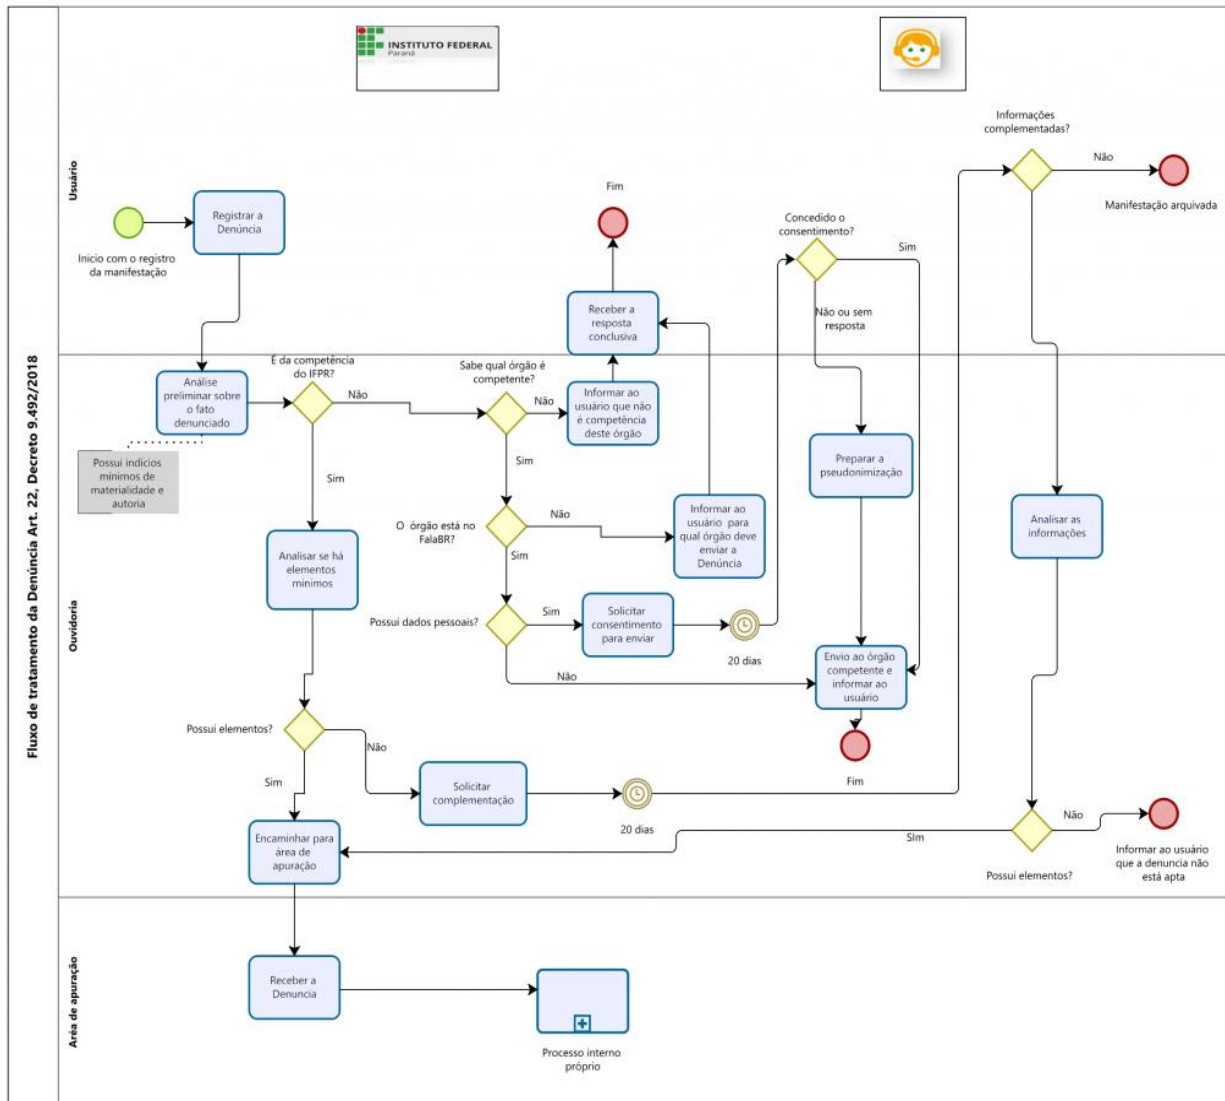 Fluxo de tratamento da Denúncia Art. 22, Decreto 9.492/2018
INSTITUTO FEDERAL
Paraná
Usuário
Informações
complementadas?
Não
Manifestação arquivada
Registrar a
Denúncia
Inicio com o registro
da manifestação
Fim
Concedido o
consentimento?
Sim
Receber a
resposta
conclusiva
Não ou sem
resposta
Ouvidoria
Análise
preliminar sobre
o fato
denunciado
É da competência
do IFPR?
Não
Sabe qual órgão é
competente?
Não
Informar ao
usuário que não
é competência
deste órgão
Possui indicios
minimos de
materialidade e
autoria
Sim
Sim
Preparar a
pseudonimização
O órgão está no
FalaBR?
Não
Informar ao
usuário para
qual órgão deve
enviar a
Denúncia
Analisar as
informações
Analisar se há
elementos
minimos
Sim
Possui dados pessoais?
Sim
Solicitar
consentimento
para enviar
20 dias
Não
Envio ao órgão
competente e
informar ao
usuário
Fim
Possui elementos?
Não
Sim
Solicitar
complementação
20 dias
Encaminhar para
área de
apuração
SIm
Não
Possui elementos?
Informar ao usuário
que a denuncia não
está apta
Aréa de apuração
Receber a
Denuncia
Processo interno
próprio